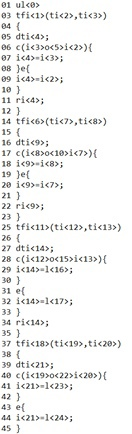 01 ul<0>
03 tfi<1>(ti<2>,ti<3>)
04 {
05 dti<4>;
06 c(i<3>o<5>i<2>){
07 i<4>=i<3>;
08 }e{
09 i<4>=i<2>;
10 }
11 ri<4>;
12 }
14 tfi<6>(ti<7>,ti<8>)
15 {
16 dti<9>;
17 c(i<8>o<10>i<7>){
18 i<9>=i<8>;
19 }e{
20 i<9>=i<7>;
21 }
22 ri<9>;
23 }
25 tfi<11>(ti<12>,ti<13>)
26 {
27 dti<14>;
28 c(i<12>o<15>i<13>){
29 i<14>=l<16>;
30 }
31 e{
32 i<14>=l<17>;
33 }
34 ri<14>;
35 }
37 tfi<18>(ti<19>,ti<20>)
38 {
39 dti<21>;
40 c(i<19>o<22>i<20>){
41 i<21>=l<23>;
42 }
43 e{
44 i<21>=l<24>;
45 }